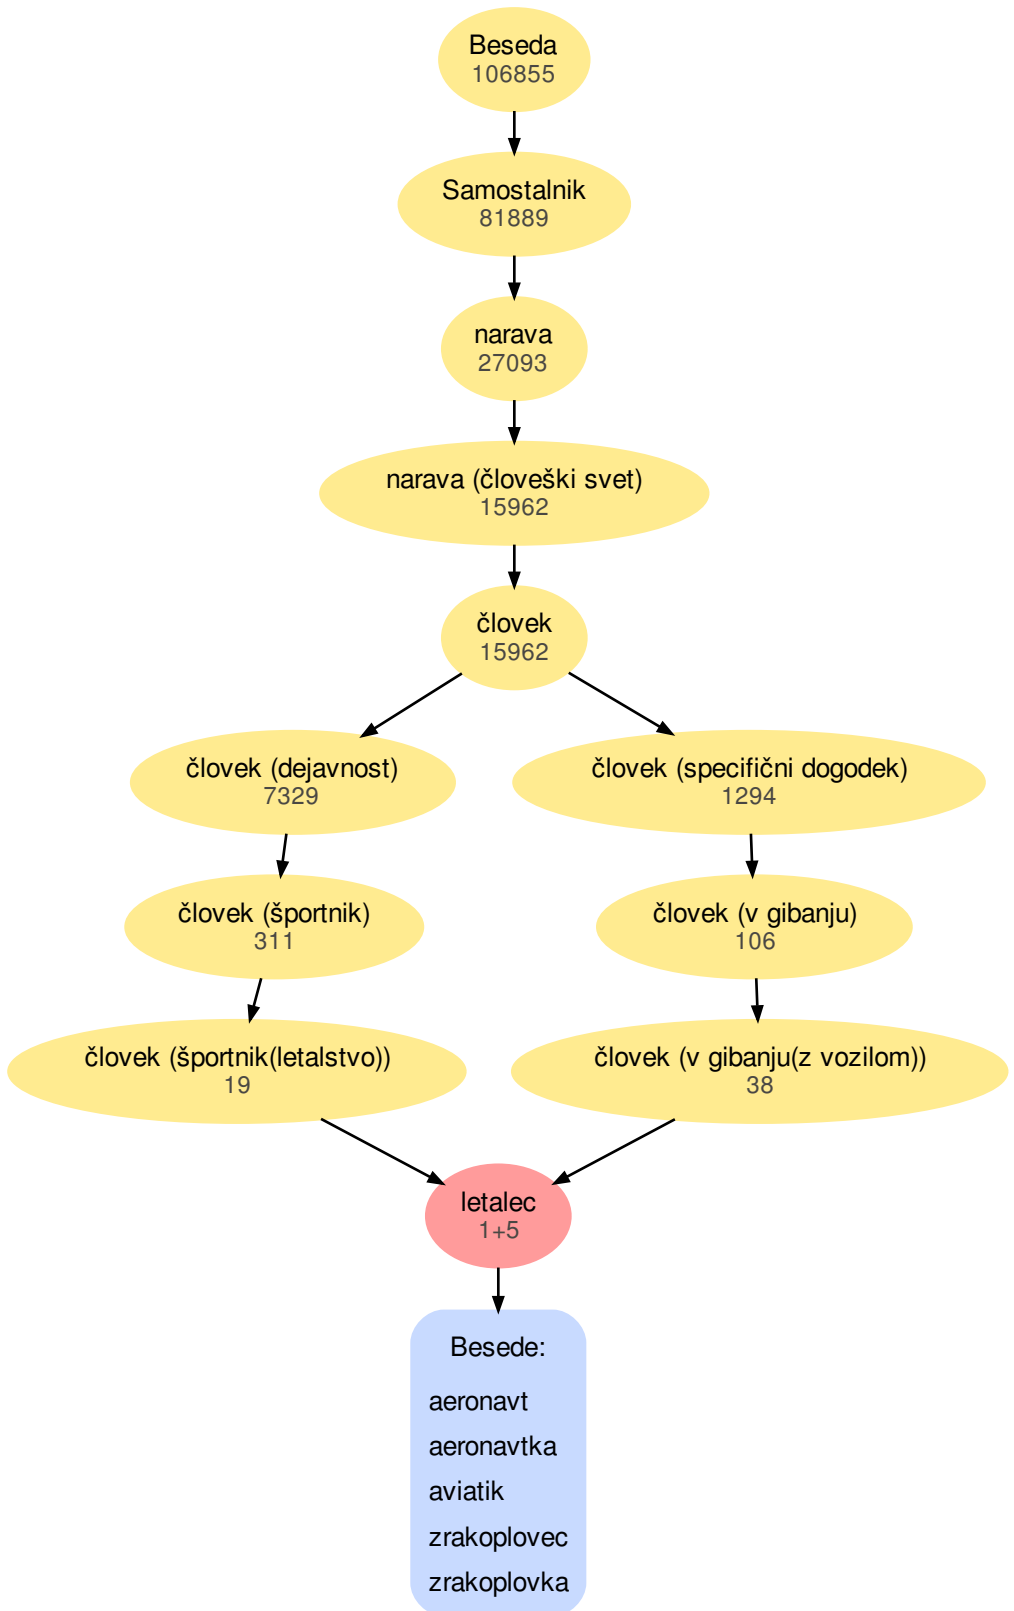 Beseda
106855
Samostalnik
81889
narava
27093
narava (človeški svet)
15962
človek
15962
človek (dejavnost)
7329
človek (specifični dogodek)
1294
človek (športnik)
311
človek (v gibanju)
106
človek (športnik(letalstvo))
19
človek (v gibanju(z vozilom))
38
letalec
1+5
Besede:
aeronavt
aeronavtka
aviatik
zrakoplovec
zrakoplovka